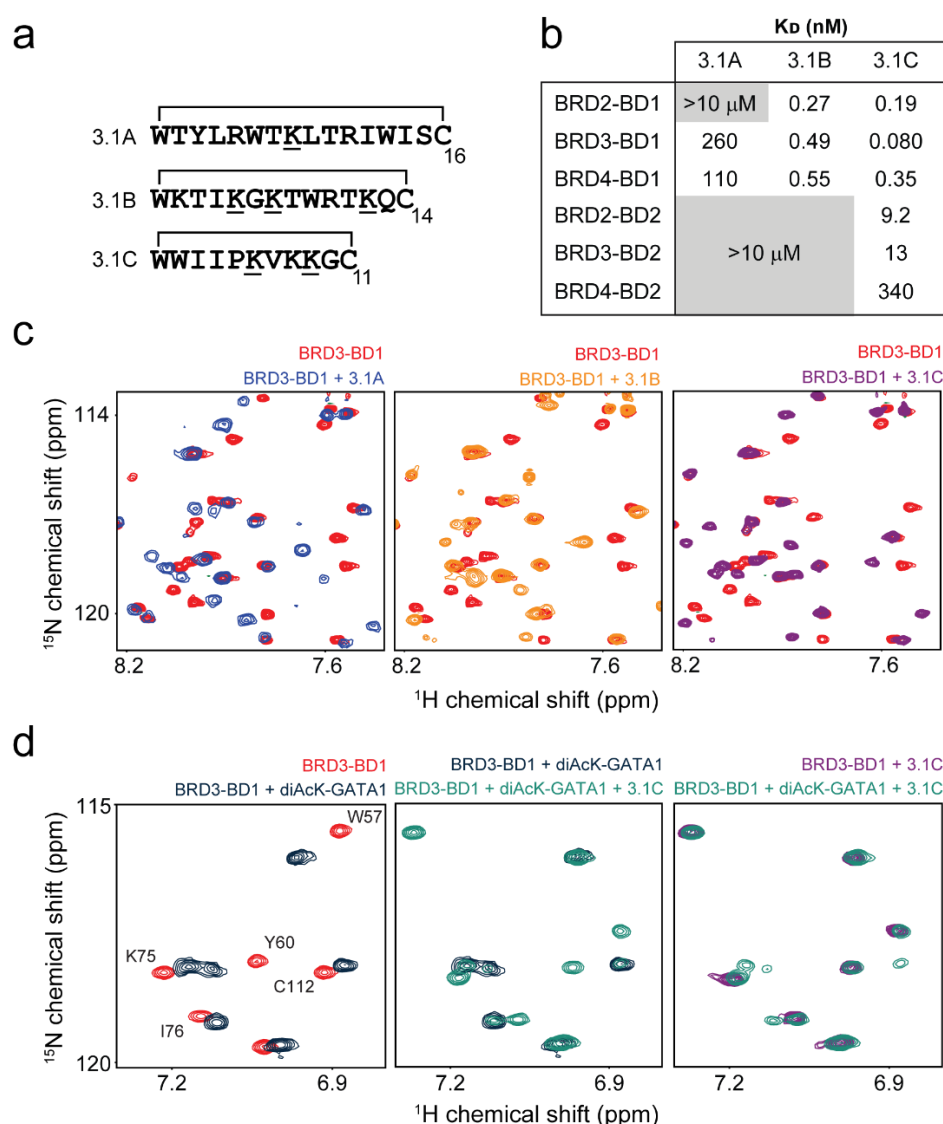 a
3.1A WTYLRWTKLTRIWISC16
3.1B WKTIKGKTWRTKQC14
3.1C WWIIPKVKKGC11
b
KD (nM)
3.1A 3.1B 3.1C
BRD2-BD1 >10 μM 0.27 0.19
BRD3-BD1 260 0.49 0.080
BRD4-BD1 110 0.55 0.35
BRD2-BD2 9.2
BRD3-BD2 >10 μM 13
BRD4-BD2 340
c
BRD3-BD1 BRD3-BD1 BRD3-BD1
BRD3-BD1 + 3.1A BRD3-BD1 + 3.1B BRD3-BD1 + 3.1C
15N chemical shift (ppm)
114
120
8.2 7.6 8.2 7.6 8.2 7.6
1H chemical shift (ppm)
d
BRD3-BD1 BRD3-BD1 + diAcK-GATA1 BRD3-BD1 + 3.1C
BRD3-BD1 + diAcK-GATA1 BRD3-BD1 + diAcK-GATA1 + 3.1C BRD3-BD1 + diAcK-GATA1 + 3.1C
15N chemical shift (ppm)
115
W57
K75
Y60
C112
I76
120
7.2 6.9 7.2 6.9 7.2 6.9
1H chemical shift (ppm)